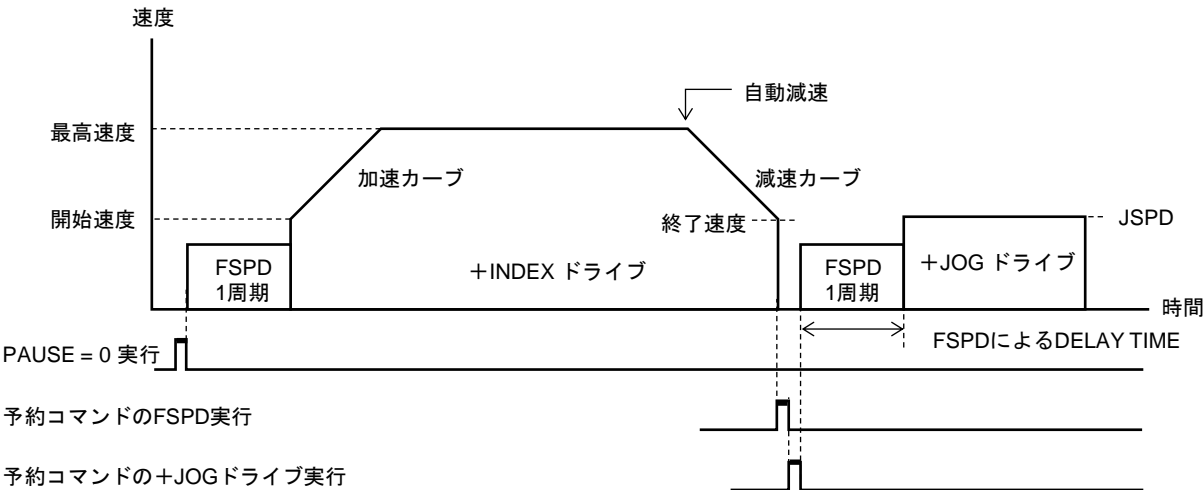 速度
自動減速
最高速度
加速カーブ
減速カーブ
開始速度
終了速度
JSPD
FSPD
1周期
＋INDEX ドライブ
FSPD
1周期
＋JOG ドライブ
時間
FSPDによるDELAY TIME
PAUSE = 0 実行
予約コマンドのFSPD実行
予約コマンドの＋JOGドライブ実行